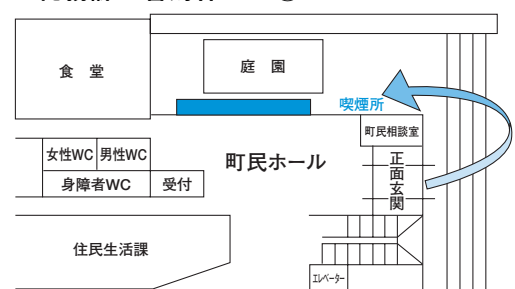 食堂
庭園
喫煙所
町民相談室
女性WC
男性WC
町民ホール
正面玄関
身障者WC
受付
住民生活課
エレベーター